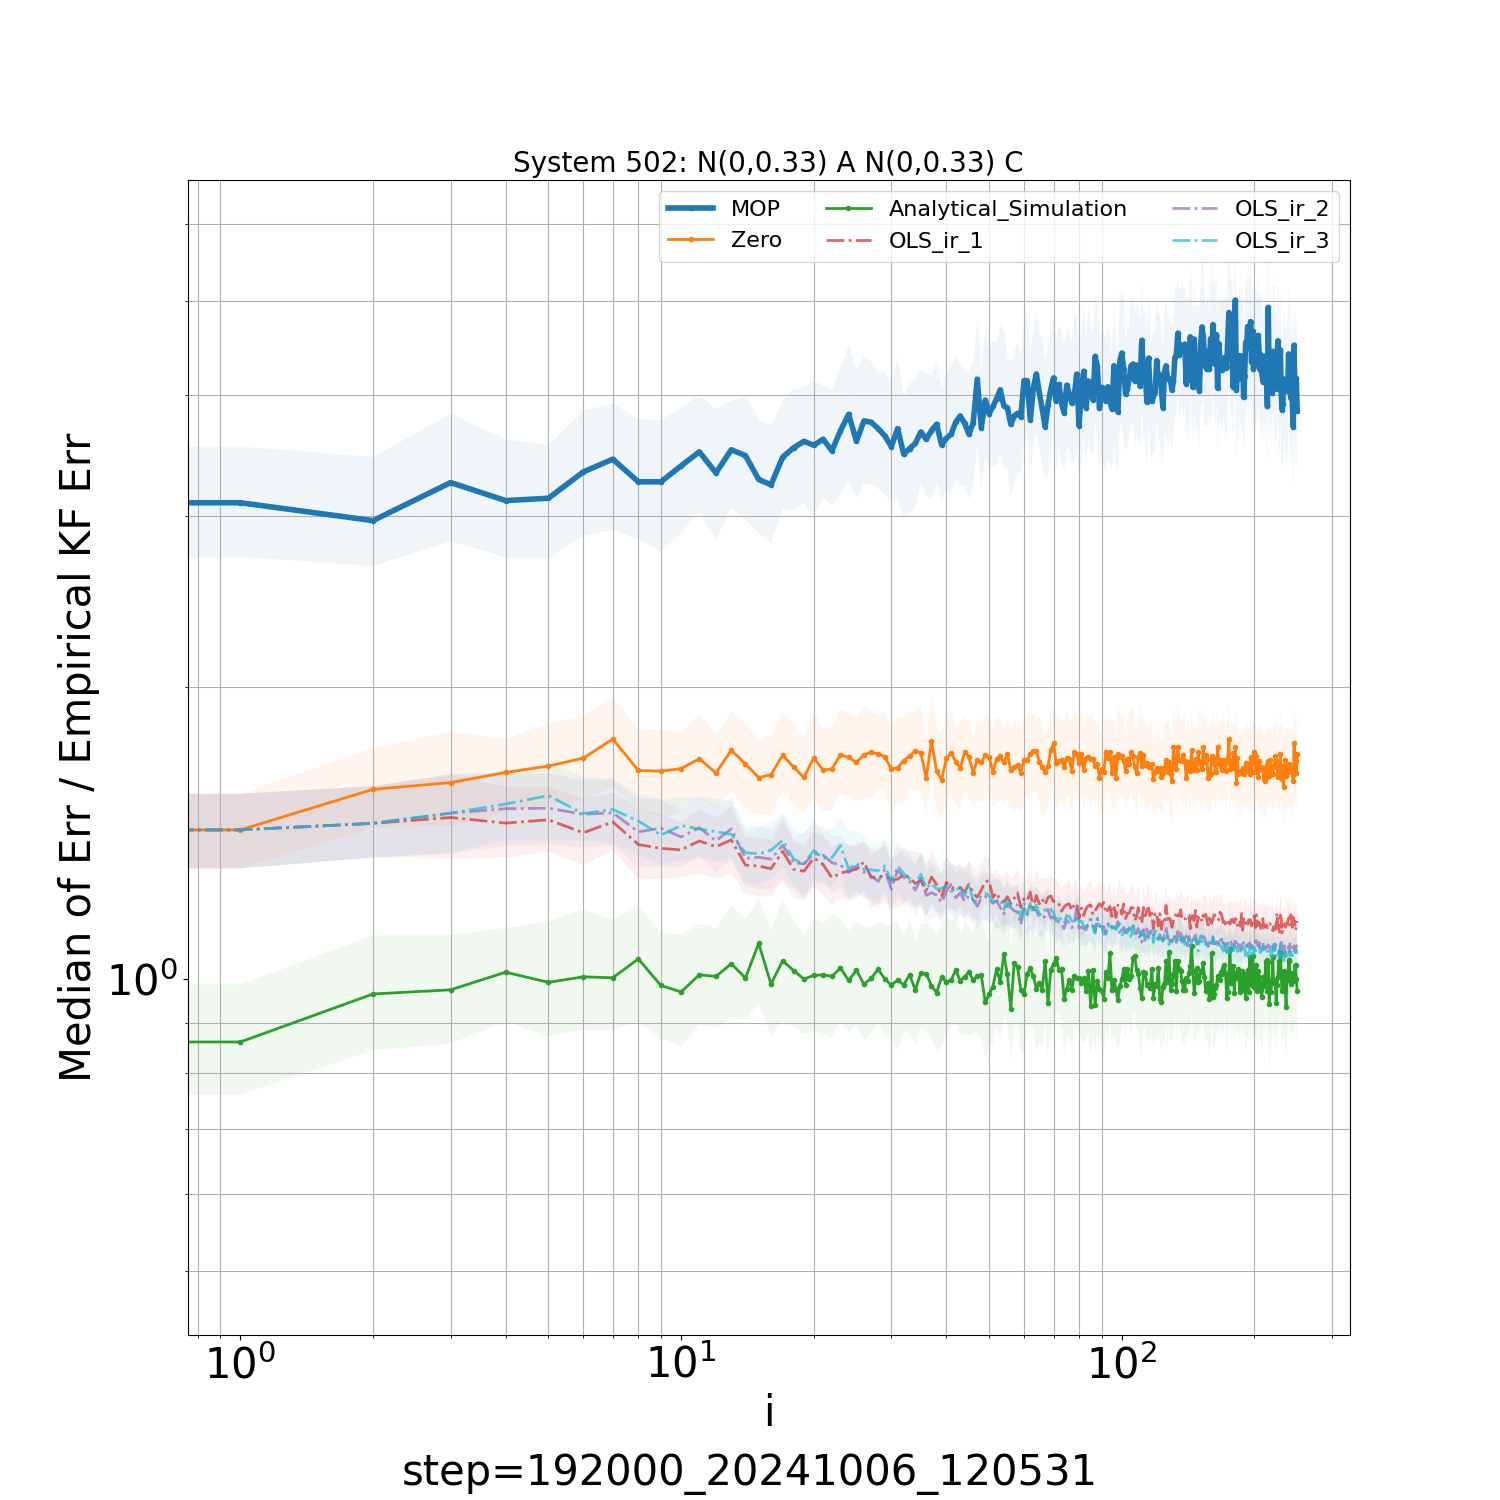 System 502: N(0,0.33) A N(0,0.33) C
MOP
Zero
Analytical_Simulation
OLS_ir_1
OLS_ir_2
OLS_ir_3
Median of Err / Empirical KF Err
10⁰
10⁰
10¹
10²
i
step=192000_20241006_120531